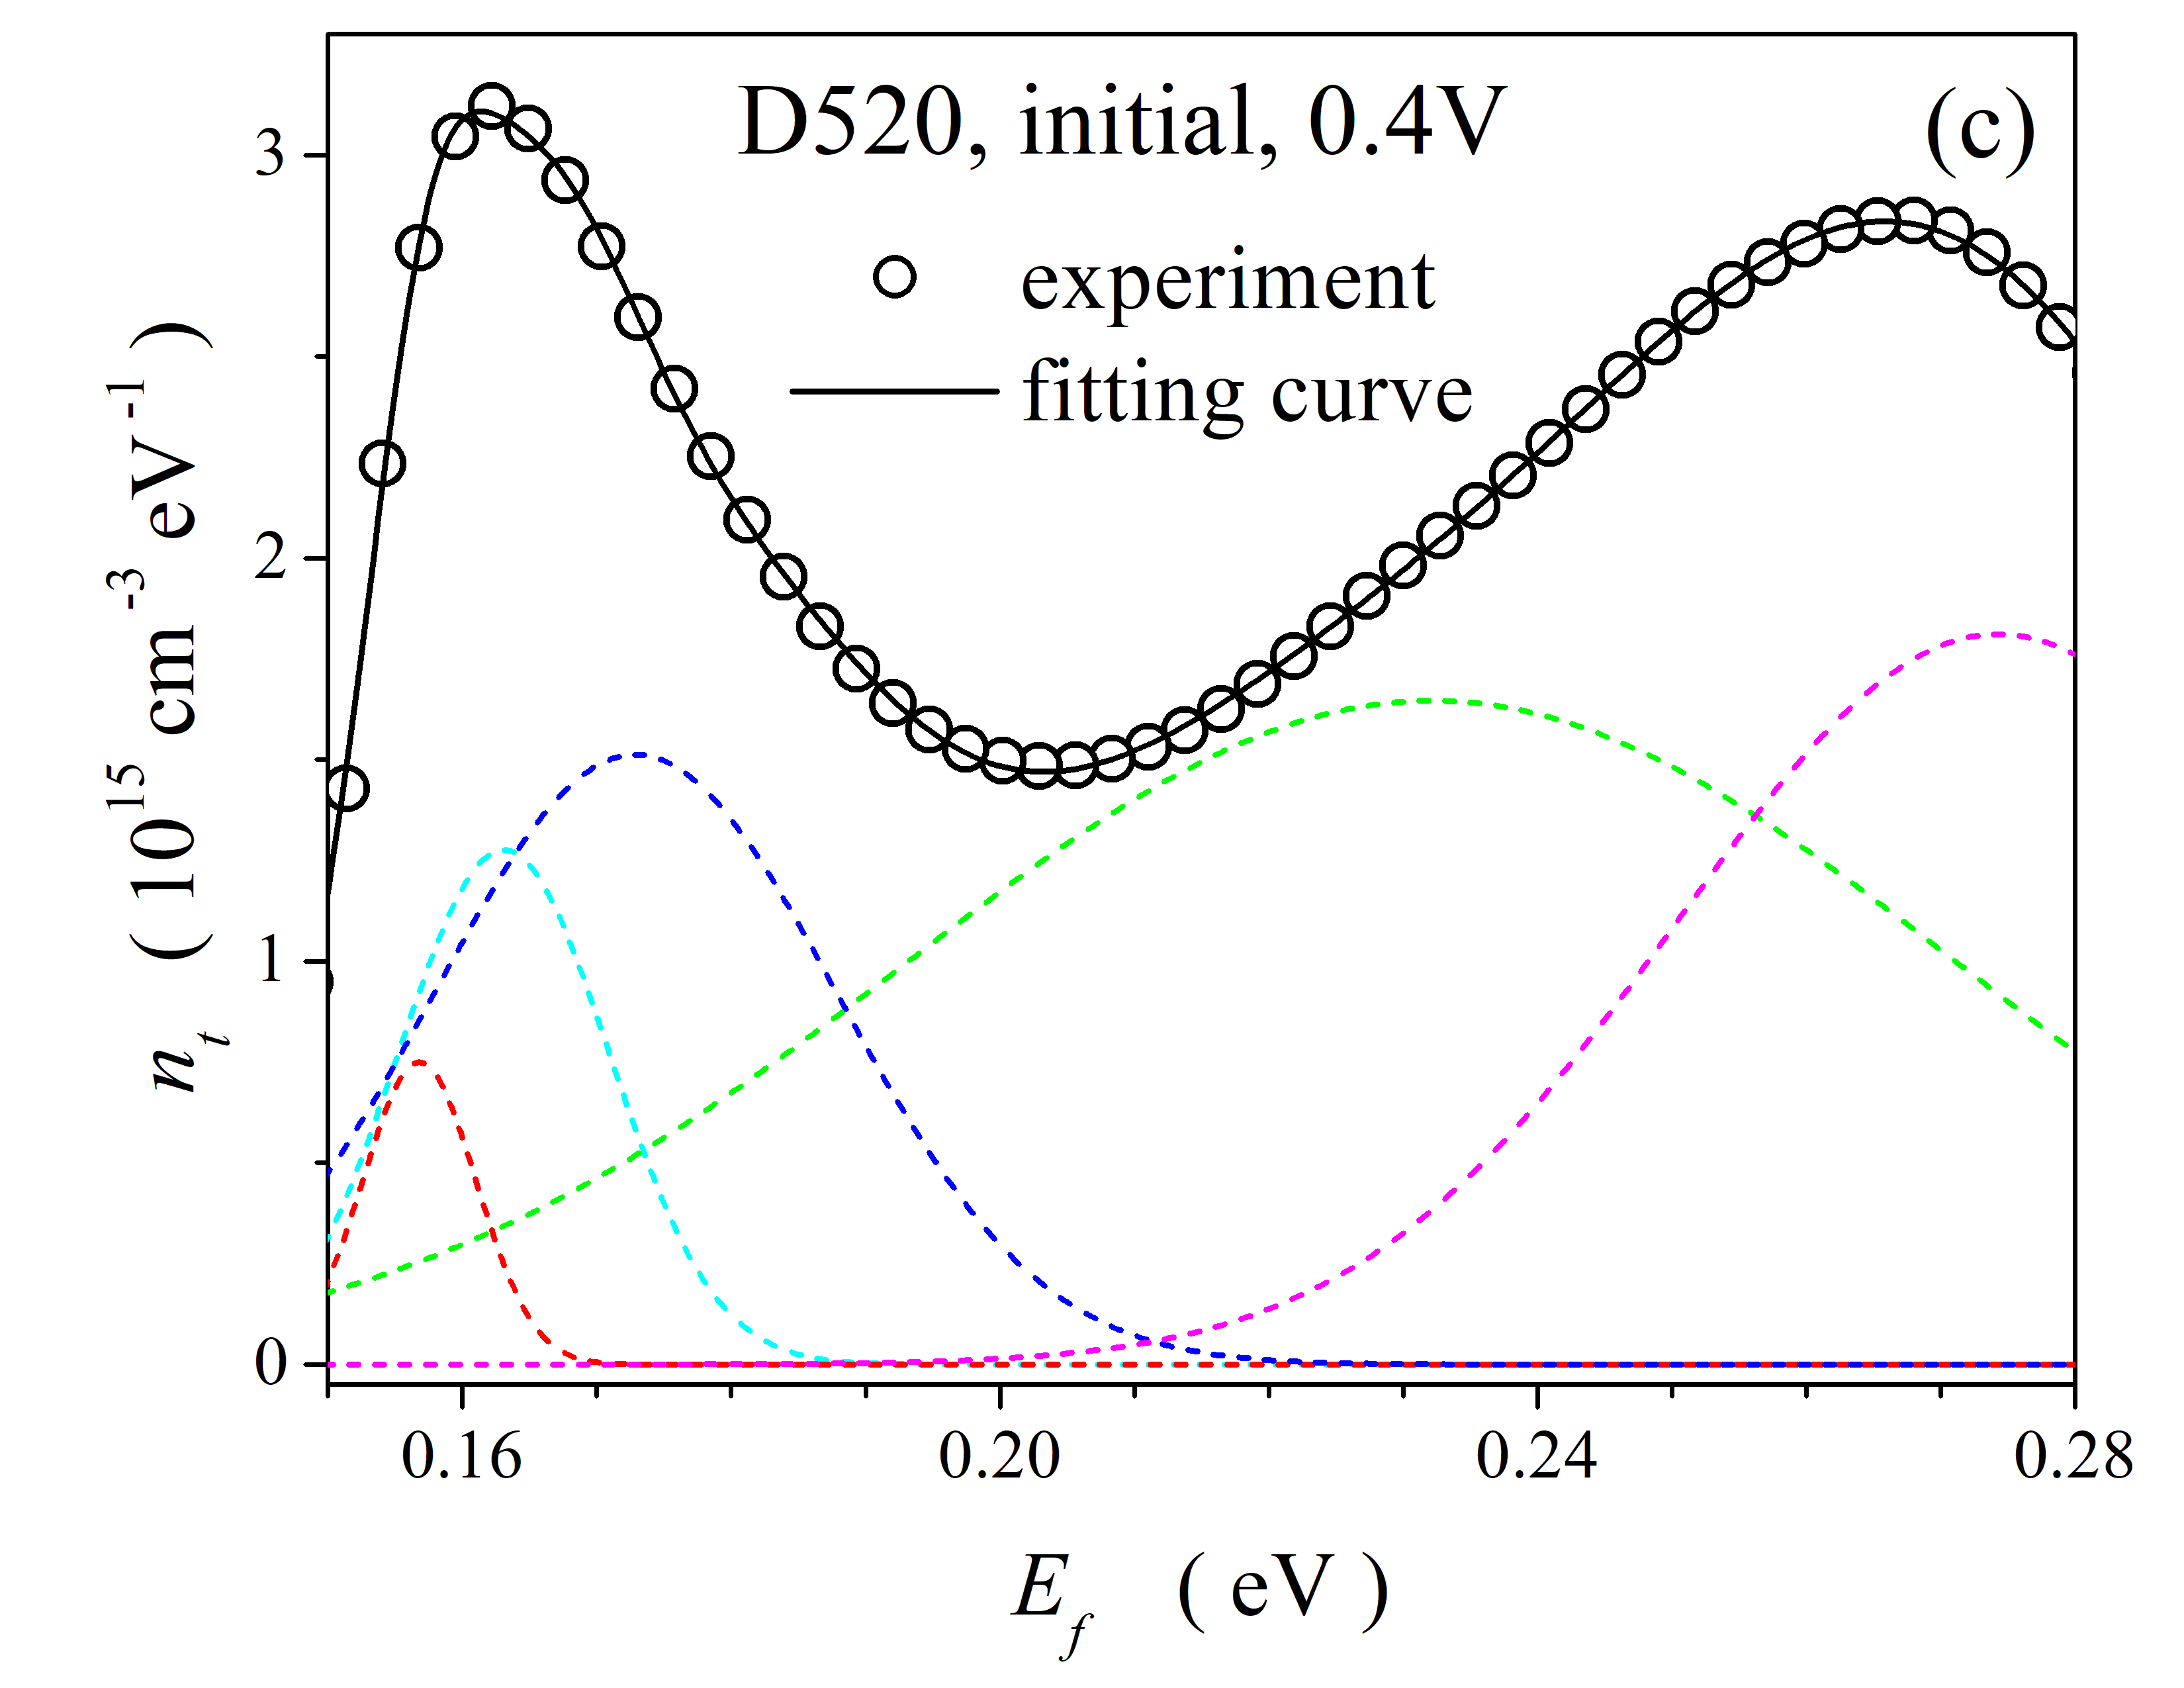 D520, initial, 0.4V
(c)
experiment
fitting curve
3
2
1
0
n_t ( 10^15 cm^-3 eV^-1 )
0.16 0.20 0.24 0.28
E_f ( eV )